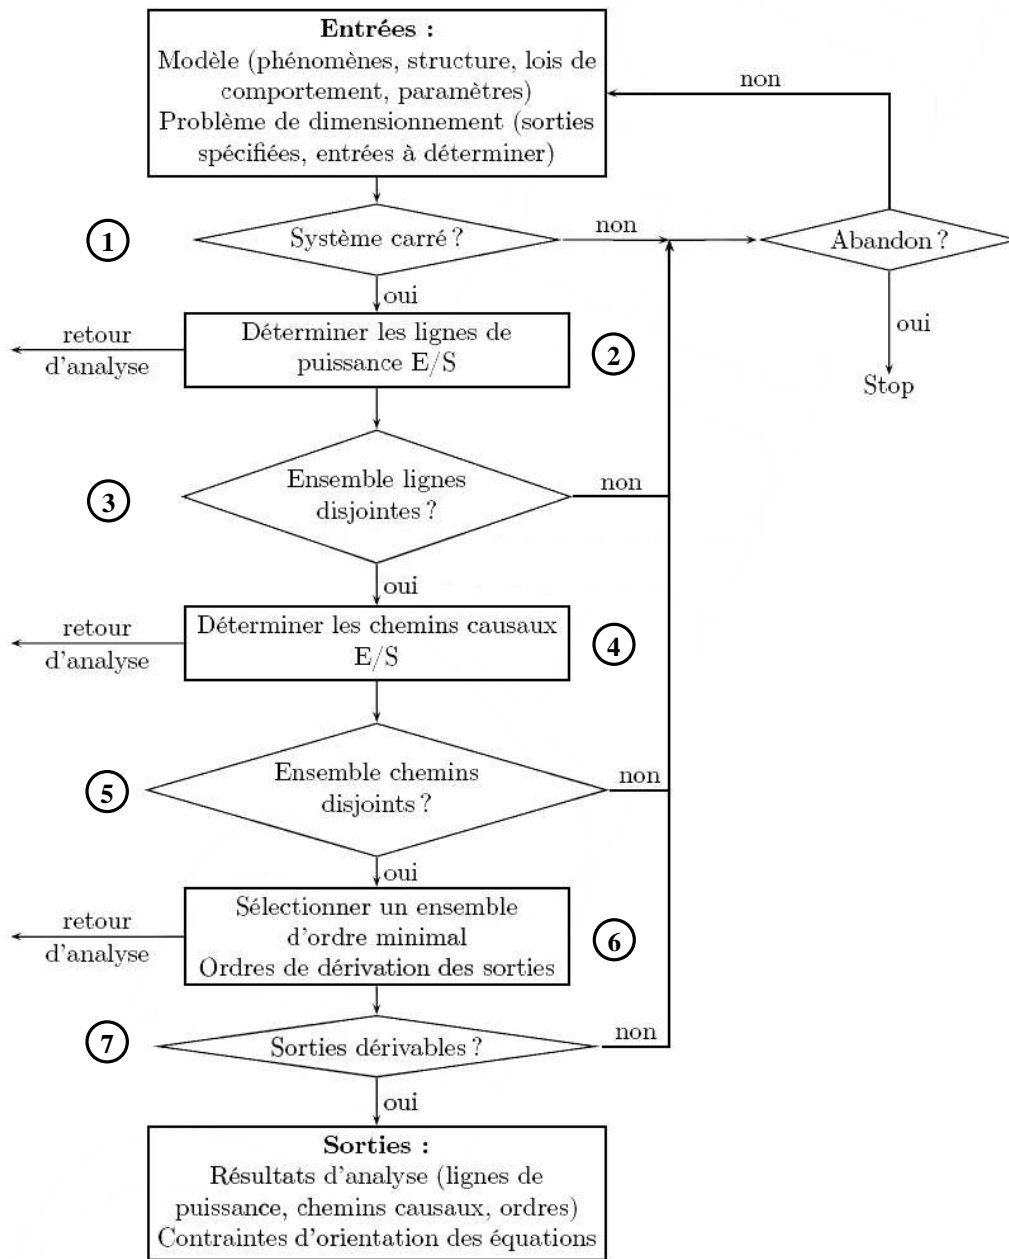 Entrées :
Modèle (phénomènes, structure, lois de
comportement, paramètres)
Problème de dimensionnement (sorties
spécifiées, entrées à déterminer)
non
1
Système carré ?
non
Abandon ?
oui
oui
Stop
retour
d'analyse
Déterminer les lignes de
puissance E/S
2
3
Ensemble lignes
disjointes ?
non
oui
retour
d'analyse
Déterminer les chemins causaux
E/S
4
5
Ensemble chemins
disjoints ?
non
oui
retour
d'analyse
Sélectionner un ensemble
d'ordre minimal
Ordres de dérivation des sorties
6
7
Sorties dérivables ?
non
oui
Sorties :
Résultats d'analyse (lignes de
puissance, chemins causaux, ordres)
Contraintes d'orientation des équations